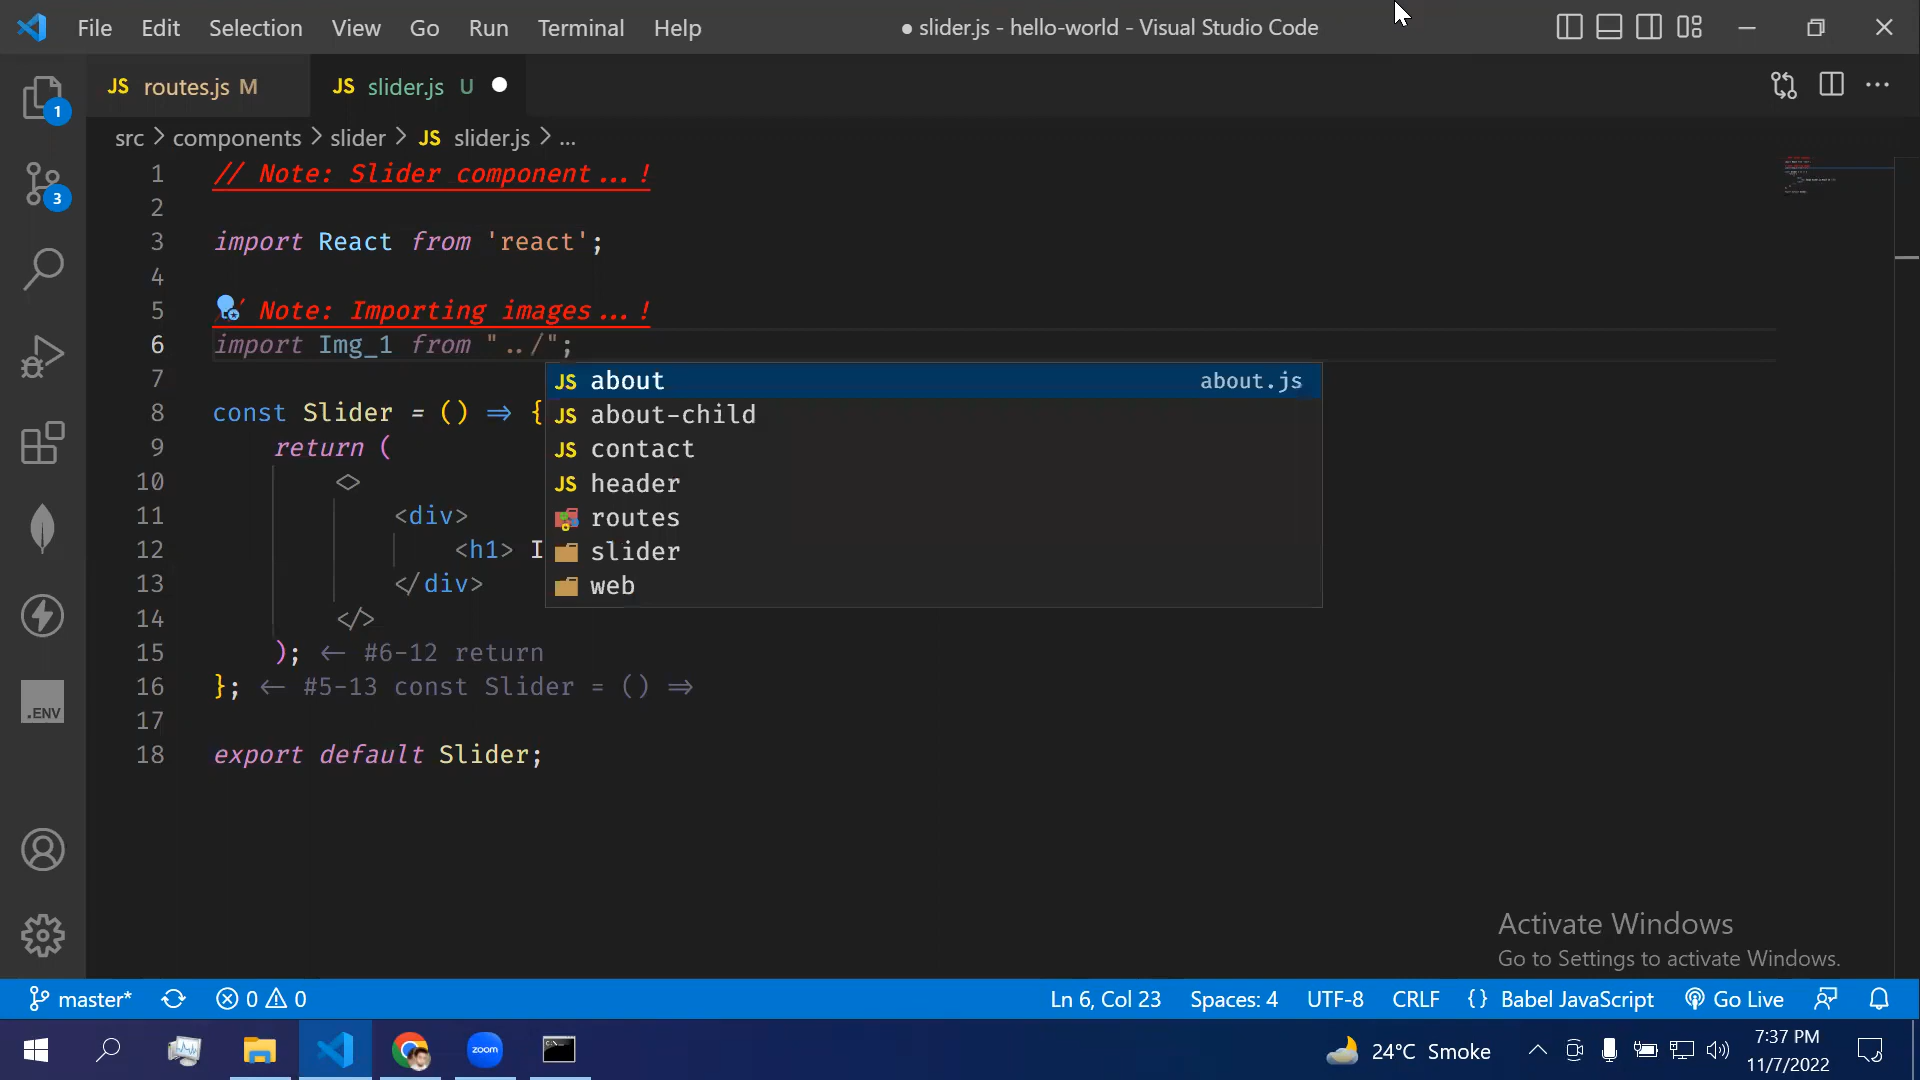 File Edit Selection View Go Run Terminal Help
● slider.js - hello-world - Visual Studio Code
1
JS routes.js M
JS slider.js U
src > components > slider > JS slider.js > ...
3
1 // Note: Slider component...!
2
3 import React from 'react';
4
5 // Note: Importing images...!
6 import Img_1 from "../";
7
JS about about.js
JS about-child
JS contact
JS header
routes
slider
web
8 const Slider = () => {
9 return (
10 <>
11 <div>
12 <h1> I
13 </div>
14 </>
15 ); <- #6-12 return
16 }; <- #5-13 const Slider = () =>
17
18 export default Slider;
.ENV
Activate Windows
Go to Settings to activate Windows.
master* 0 0
Ln 6, Col 23 Spaces: 4 UTF-8 CRLF {} Babel JavaScript Go Live
zoom
24°C Smoke
7:37 PM
11/7/2022